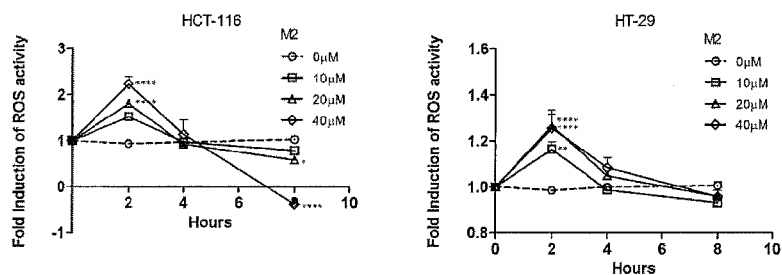 HCT-116
Fold Induction of ROS activity
3
2
1
0
-1
M2
0μM
10μM
20μM
40μM
****
****
*
****
2
4
6
8
10
Hours
HT-29
Fold Induction of ROS activity
1.6
1.4
1.2
1.0
0.8
M2
0μM
10μM
20μM
40μM
****
****
**
0
2
4
6
8
10
Hours